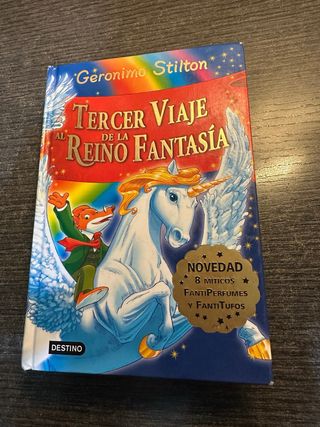 Geronimo Stilton
TERCER VIAJE
AL DE LA
REINO FANTASÍA
NOVEDAD
8 MÍTICOS
FANTIPERFUMES
Y FANTITUFOS
DESTINO